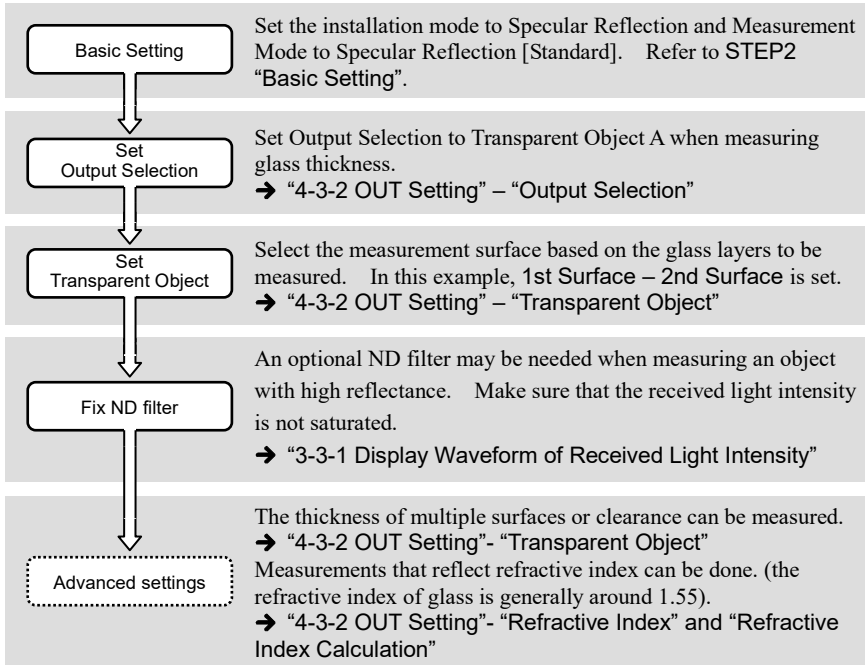 Basic Setting
Set the installation mode to Specular Reflection and Measurement
Mode to Specular Reflection [Standard]. Refer to STEP2
“Basic Setting”.
Set
Output Selection
Set Output Selection to Transparent Object A when measuring
glass thickness.
➔ “4-3-2 OUT Setting” – “Output Selection”
Set
Transparent Object
Select the measurement surface based on the glass layers to be
measured. In this example, 1st Surface – 2nd Surface is set.
➔ “4-3-2 OUT Setting” – “Transparent Object”
Fix ND filter
An optional ND filter may be needed when measuring an object
with high reflectance. Make sure that the received light intensity
is not saturated.
➔ “3-3-1 Display Waveform of Received Light Intensity”
Advanced settings
The thickness of multiple surfaces or clearance can be measured.
➔ “4-3-2 OUT Setting”- “Transparent Object”
Measurements that reflect refractive index can be done. (the
refractive index of glass is generally around 1.55).
➔ “4-3-2 OUT Setting”- “Refractive Index” and “Refractive
Index Calculation”